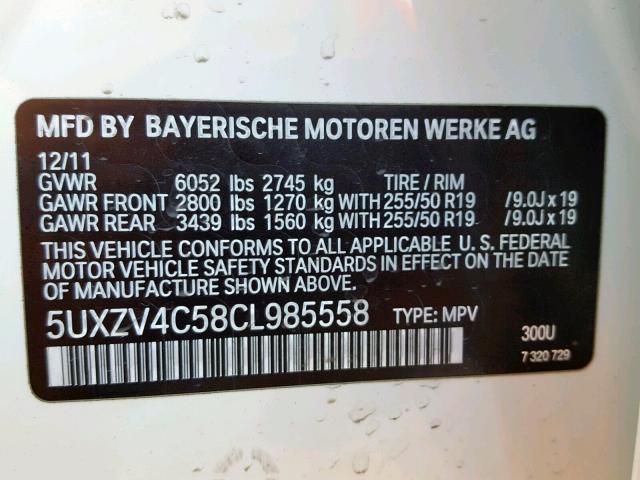 MFD BY BAYERISCHE MOTOREN WERKE AG
12/11
GVWR 6052 lbs 2745 kg TIRE / RIM
GAWR FRONT 2800 lbs 1270 kg WITH 255/50 R19 /9.0J x 19
GAWR REAR 3439 lbs 1560 kg WITH 255/50 R19 /9.0J x 19
THIS VEHICLE CONFORMS TO ALL APPLICABLE U. S. FEDERAL
MOTOR VEHICLE SAFETY STANDARDS IN EFFECT ON THE
DATE OF MANUFACTURE SHOWN ABOVE.
5UXZV4C58CL985558 TYPE: MPV 300U
7 320 729